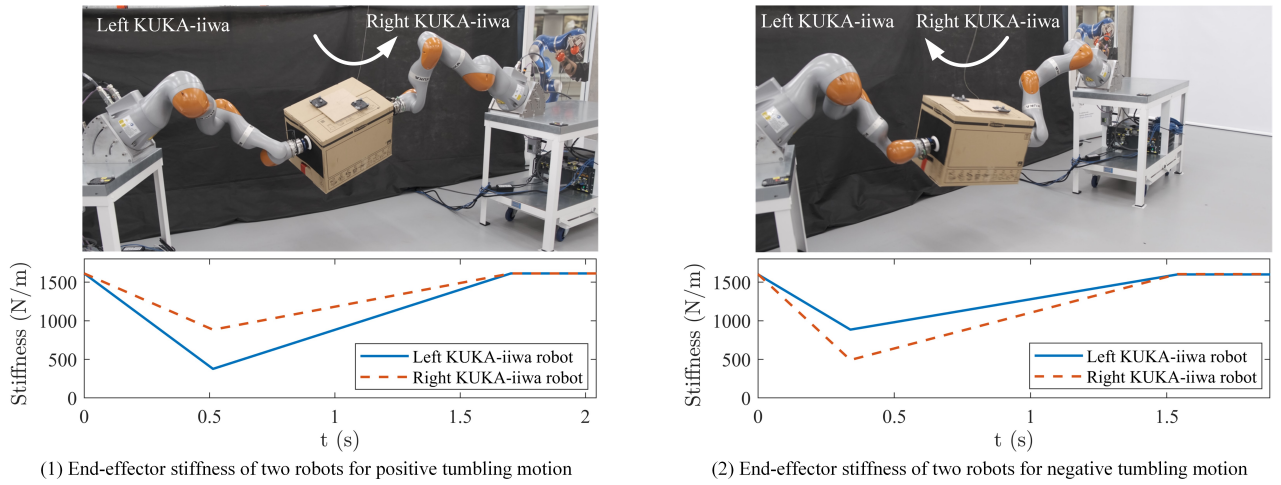 Left KUKA-iiwa
Right KUKA-iiwa
1500
1000
500
0
Stiffness (N/m)
Left KUKA-iiwa robot
Right KUKA-iiwa robot
0
0.5
1
1.5
2
t (s)
(1) End-effector stiffness of two robots for positive tumbling motion
Left KUKA-iiwa
Right KUKA-iiwa
1500
1000
500
0
Stiffness (N/m)
Left KUKA-iiwa robot
Right KUKA-iiwa robot
0
0.5
1
1.5
t (s)
(2) End-effector stiffness of two robots for negative tumbling motion